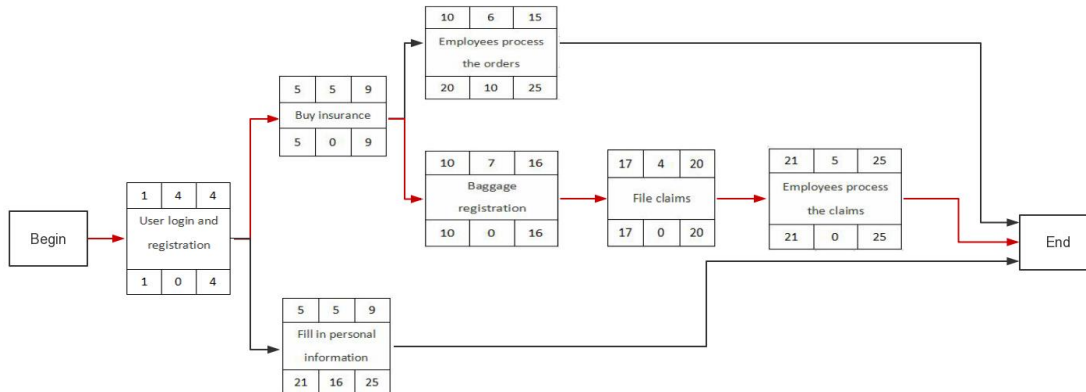 Begin
1 4 4
User login and
registration
1 0 4
5 5 9
Buy insurance
5 0 9
10 6 15
Employees process
the orders
20 10 25
10 7 16
Baggage
registration
10 0 16
17 4 20
File claims
17 0 20
21 5 25
Employees process
the claims
21 0 25
5 5 9
Fill in personal
information
21 16 25
End